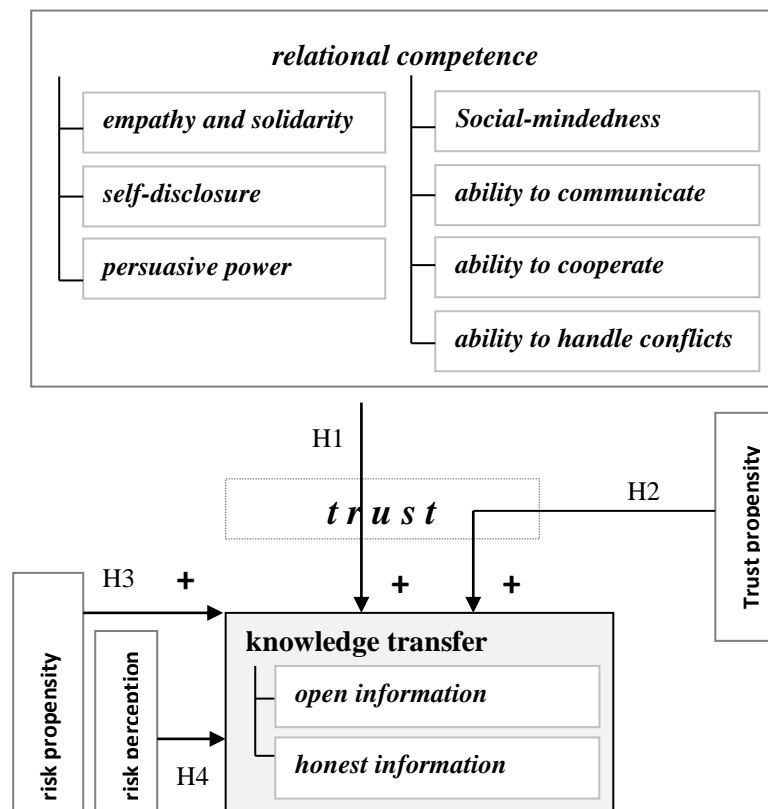 relational competence
empathy and solidarity
self-disclosure
persuasive power
Social-mindedness
ability to communicate
ability to cooperate
ability to handle conflicts
H1
trust
H2
Trust propensity
H3
+
+
+
risk propensity
risk perception
H4
knowledge transfer
open information
honest information